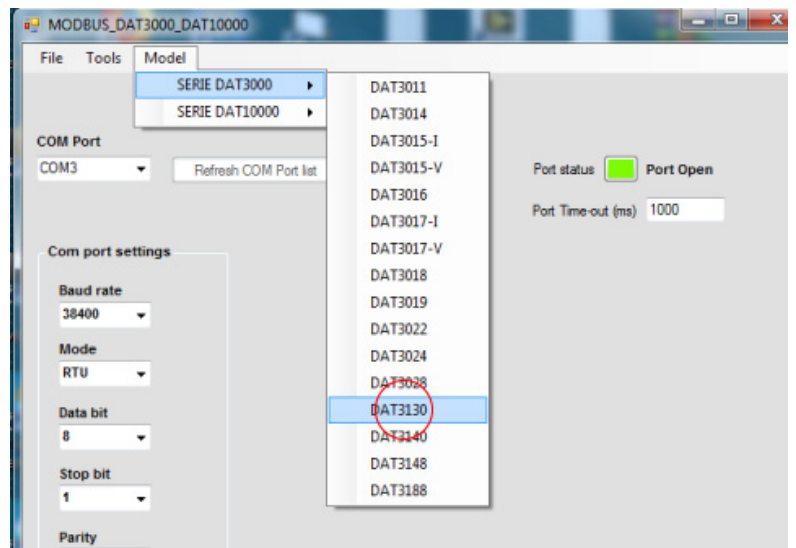 MODBUS_DAT3000_DAT10000
File Tools Model
SERIE DAT3000
SERIE DAT10000
DAT3011
DAT3014
DAT3015-I
DAT3015-V
DAT3016
DAT3017-I
DAT3017-V
DAT3018
DAT3019
DAT3022
DAT3024
DAT3028
DAT3130
DAT3140
DAT3148
DAT3188
COM Port
COM3 Refresh COM Port list
Port status Port Open
Port Time-out (ms) 1000
Com port settings
Baud rate
38400
Mode
RTU
Data bit
8
Stop bit
1
Parity